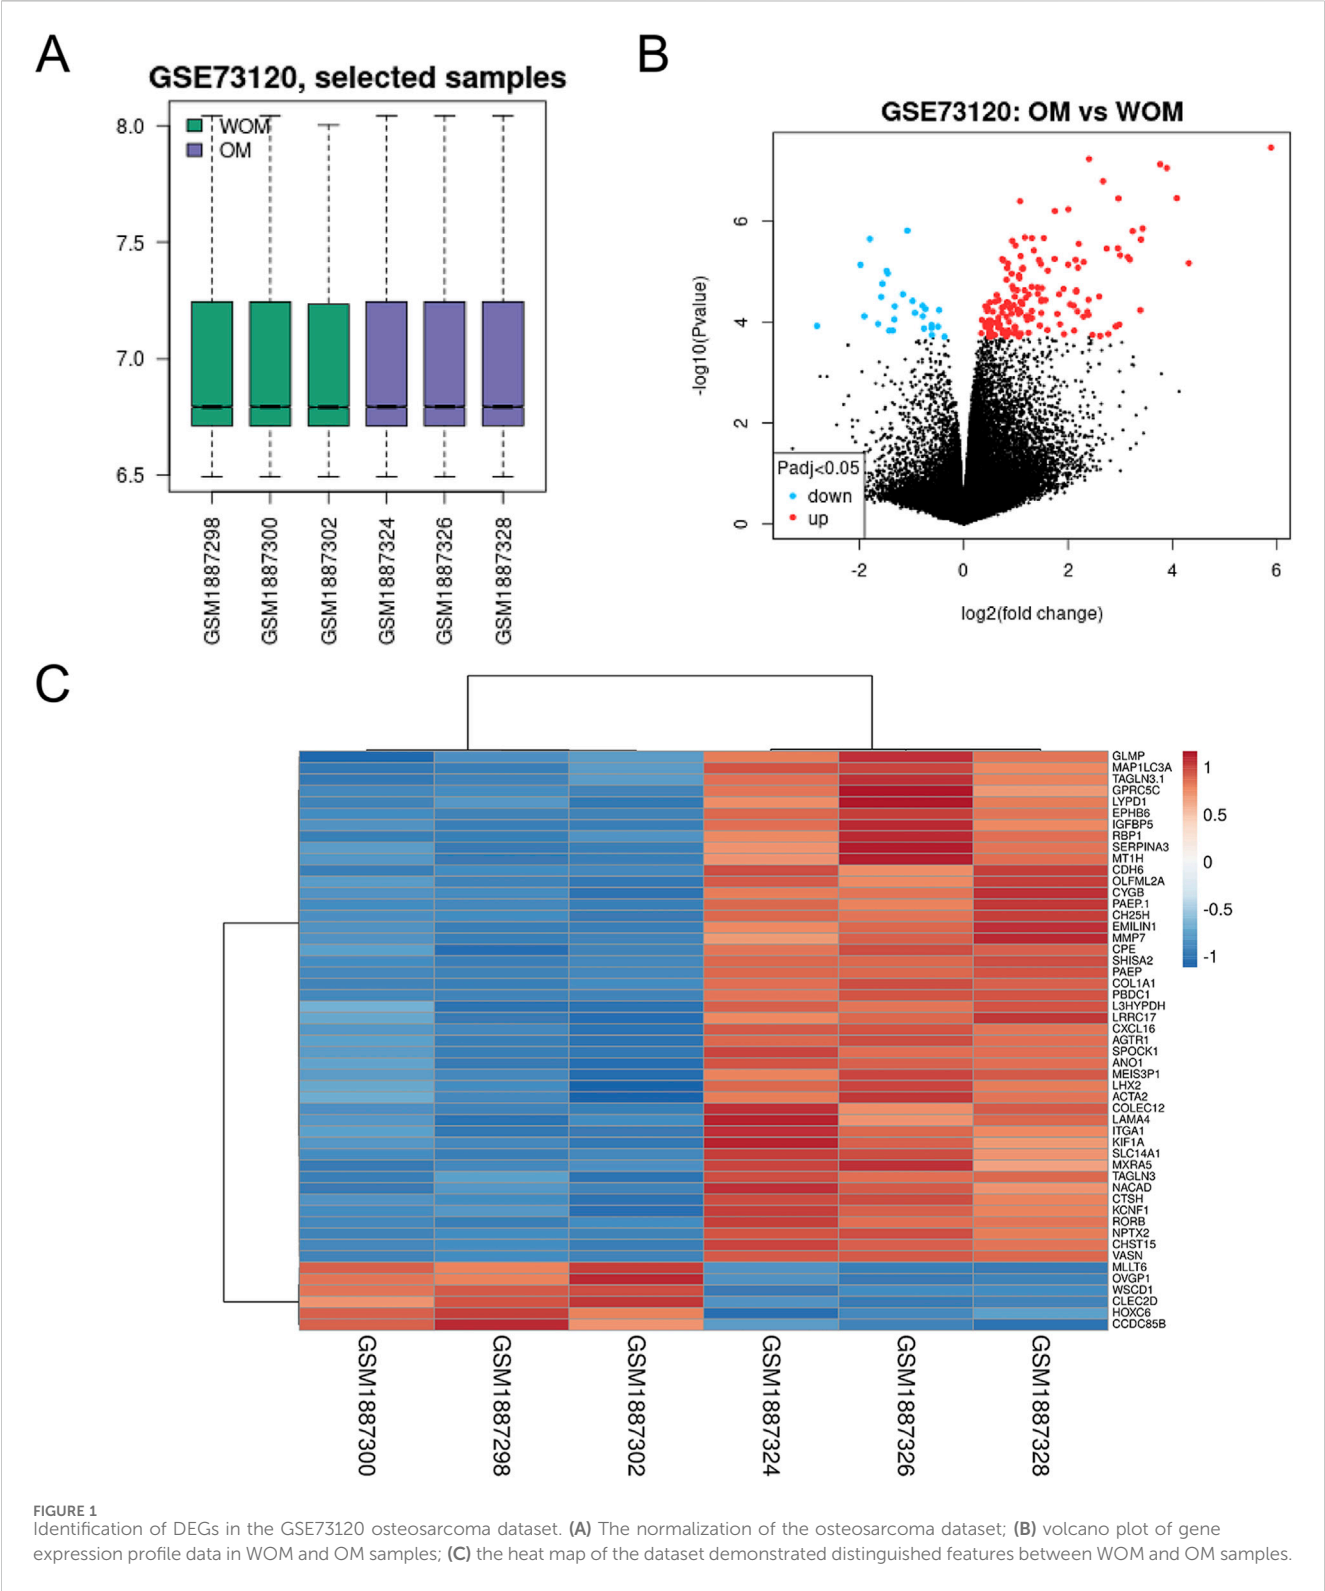 A
GSE73120, selected samples
WOM
OM
8.0
7.5
7.0
6.5
GSM1887298
GSM1887300
GSM1887302
GSM1887324
GSM1887326
GSM1887328
B
GSE73120: OM vs WOM
-log10(Pvalue)
6
4
2
0
Padj<0.05
down
up
-2
0
2
4
6
log2(fold change)
C
GLMP
MAP1LC3A
TAGLN3.1
GPRC5C
LYPD1
EPHB6
IGFBP5
RBP1
SERPINA3
MT1H
CDH6
OLFML2A
CYGB
PAEP.1
CH25H
EMILIN1
MMP7
CPE
SHISA2
PAEP
COL1A1
PBDC1
L3HYPDH
LRRC17
CXCL16
AGTR1
SPOCK1
ANO1
MEIS3P1
LHX2
ACTA2
COLEC12
LAMA4
ITGA1
KIF1A
SLC14A1
MXRA5
TAGLN3
NACAD
CTSH
KCNF1
RORB
NPTX2
CHST15
VASN
MLLT6
OVGP1
WSCD1
CLEC2D
HOXC6
CCDC85B
1
0.5
0
-0.5
-1
GSM1887300
GSM1887298
GSM1887302
GSM1887324
GSM1887326
GSM1887328
FIGURE 1
Identification of DEGs in the GSE73120 osteosarcoma dataset. (A) The normalization of the osteosarcoma dataset; (B) volcano plot of gene
expression profile data in WOM and OM samples; (C) the heat map of the dataset demonstrated distinguished features between WOM and OM samples.